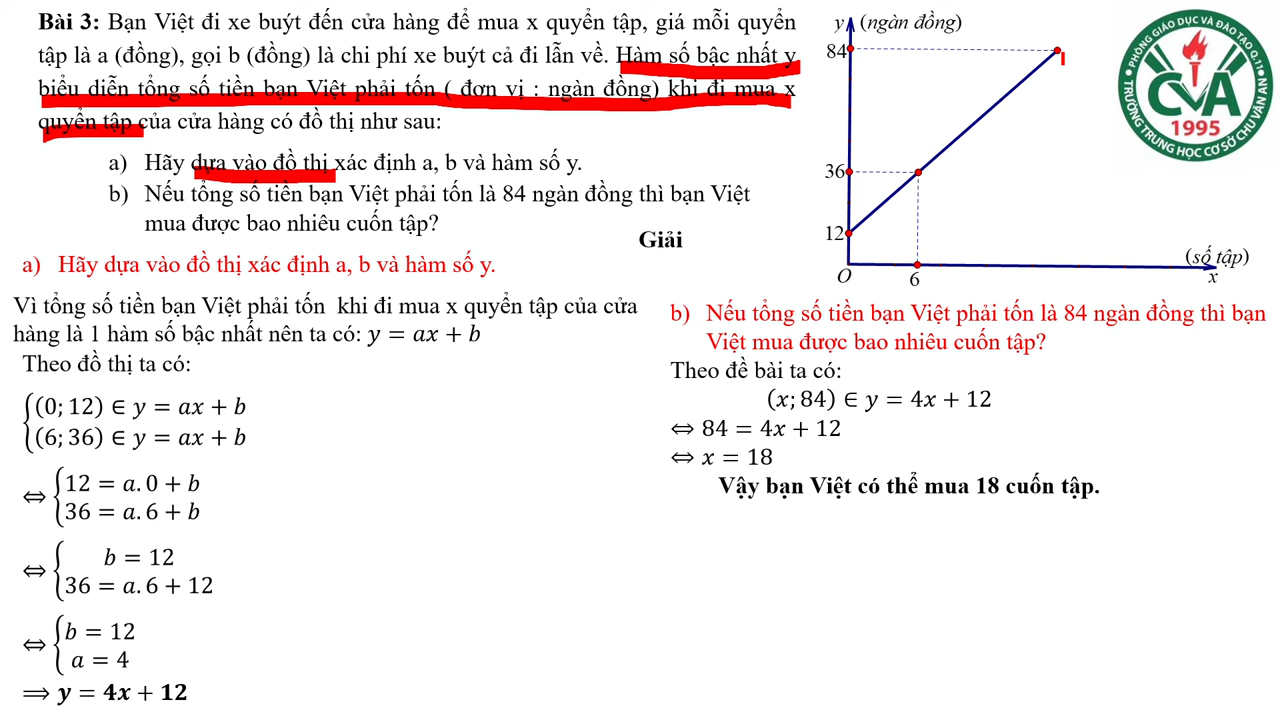 Bài 3: Bạn Việt đi xe buýt đến cửa hàng để mua x quyển tập, giá mỗi quyển
tập là a (đồng), gọi b (đồng) là chi phí xe buýt cả đi lẫn về. Hàm số bậc nhất y
biểu diễn tổng số tiền bạn Việt phải tốn ( đơn vị : ngàn đồng) khi đi mua x
quyển tập của cửa hàng có đồ thị như sau:
a) Hãy dựa vào đồ thị xác định a, b và hàm số y.
b) Nếu tổng số tiền bạn Việt phải tốn là 84 ngàn đồng thì bạn Việt
mua được bao nhiêu cuốn tập?
y (ngàn đồng)
84
36
12
O
6
(số tập)
x
PHÒNG GIÁO DỤC VÀ ĐÀO TẠO Q.11
CVA
1995
TRƯỜNG TRUNG HỌC CƠ SỞ CHU VĂN AN
Giải
a) Hãy dựa vào đồ thị xác định a, b và hàm số y.
Vì tổng số tiền bạn Việt phải tốn khi đi mua x quyển tập của cửa
hàng là 1 hàm số bậc nhất nên ta có: y = ax + b
Theo đồ thị ta có:
{(0; 12) ∈ y = ax + b
(6; 36) ∈ y = ax + b
⇔ {12 = a. 0 + b
36 = a. 6 + b
⇔ {b = 12
36 = a. 6 + 12
⇔ {b = 12
a = 4
⟹ y = 4x + 12
b) Nếu tổng số tiền bạn Việt phải tốn là 84 ngàn đồng thì bạn
Việt mua được bao nhiêu cuốn tập?
Theo đề bài ta có:
(x; 84) ∈ y = 4x + 12
⇔ 84 = 4x + 12
⇔ x = 18
Vậy bạn Việt có thể mua 18 cuốn tập.